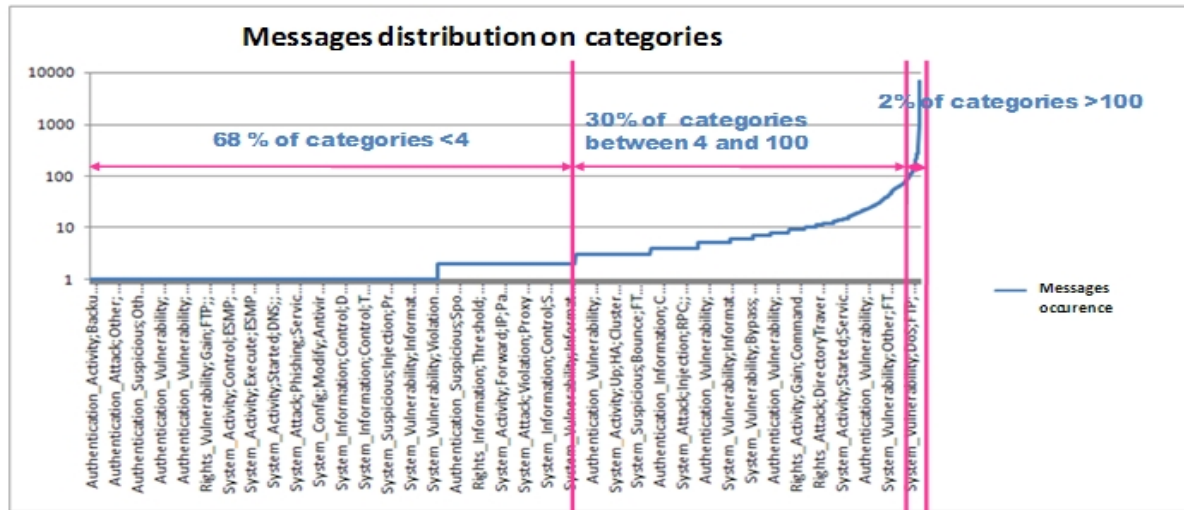 Messages distribution on categories
10000
1000
100
10
1
68 % of categories <4
30% of categories
between 4 and 100
2% of categories >100
Messages
occurence
Authentication_Activity;Backu...
Authentication_Attack;Other;...
Authentication_Suspicious;Oth...
Authentication_Vulnerability;...
Authentication_Vulnerability;...
Rights_Vulnerability;Gain;FTP;;...
System_Activity;Control;ESMP;...
System_Activity;Execute;ESMP...
System_Activity;Started;DNS;;...
System_Attack;Phishing;Servic...
System_Config;Modify;Antivir...
System_Information;Control;D...
System_Information;Control;T...
System_Suspicious;Injection;Pr...
System_Vulnerability;Informat...
System_Vulnerability;Violation...
Authentication_Suspicious;Spo...
Rights_Information;Threshold;...
System_Activity;Forward;IP;Pa...
System_Attack;Violation;Proxy...
System_Information;Control;S...
System_Vulnerability;Informat...
Authentication_Vulnerability;...
System_Activity;Up;HA;Cluster...
System_Suspicious;Bounce;FT...
Authentication_Information;C...
System_Attack;Injection;RPC;;...
System_Vulnerability;Informat...
System_Vulnerability;Bypass;...
Authentication_Vulnerability;...
Rights_Activity;Gain;Command...
Rights_Attack;DirectoryTraver...
System_Activity;Started;Servic...
Authentication_Vulnerability;...
System_Vulnerability;Other;FT...
System_Vulnerability;Dos;FTP;...